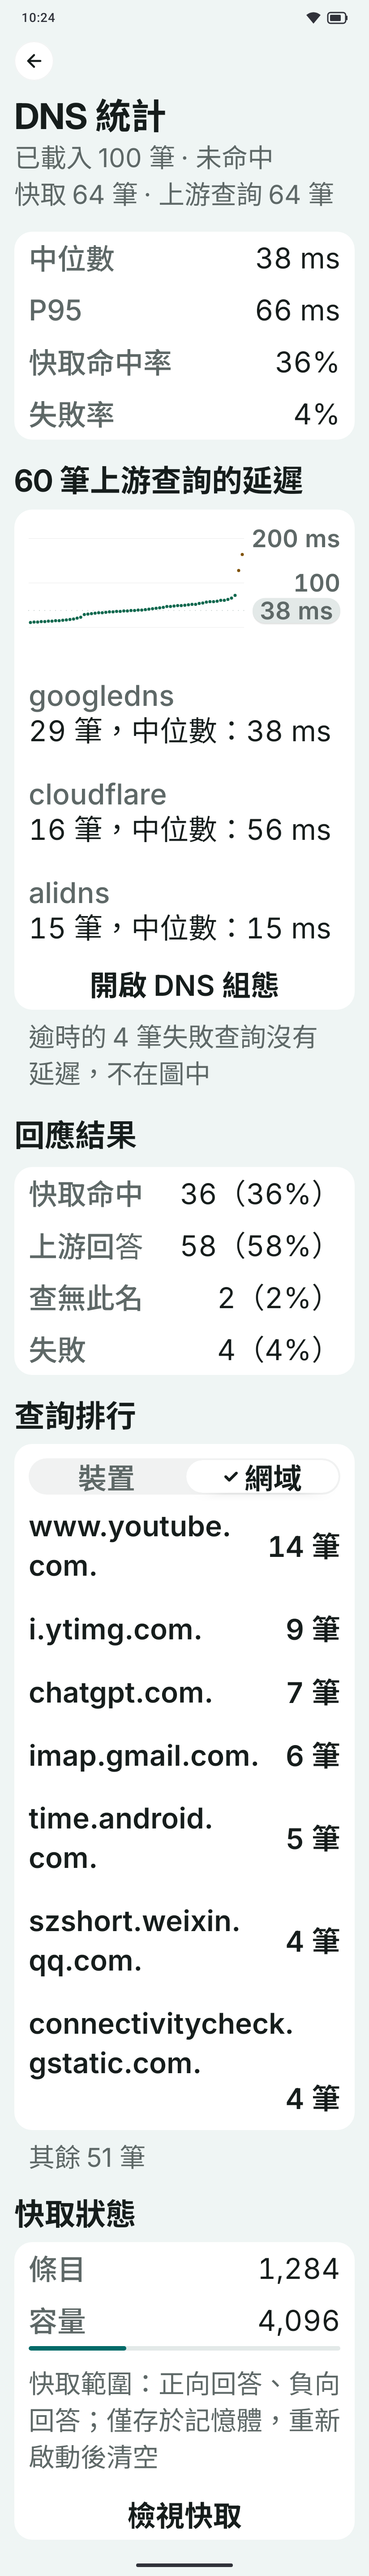 10:24
DNS 統計
已載入 100 筆 · 未命中
快取 64 筆 · 上游查詢 64 筆
中位數 38 ms
P95 66 ms
快取命中率 36%
失敗率 4%
60 筆上游查詢的延遲
200 ms
100
38 ms
googledns
29 筆，中位數：38 ms
cloudflare
16 筆，中位數：56 ms
alidns
15 筆，中位數：15 ms
開啟 DNS 組態
逾時的 4 筆失敗查詢沒有
延遲，不在圖中
回應結果
快取命中 36（36%）
上游回答 58（58%）
查無此名 2（2%）
失敗 4（4%）
查詢排行
裝置 網域
www.youtube.
com. 14 筆
i.ytimg.com. 9 筆
chatgpt.com. 7 筆
imap.gmail.com. 6 筆
time.android.
com. 5 筆
szshort.weixin.
qq.com. 4 筆
connectivitycheck.
gstatic.com.
4 筆
其餘 51 筆
快取狀態
條目 1,284
容量 4,096
快取範圍：正向回答、負向
回答；僅存於記憶體，重新
啟動後清空
檢視快取